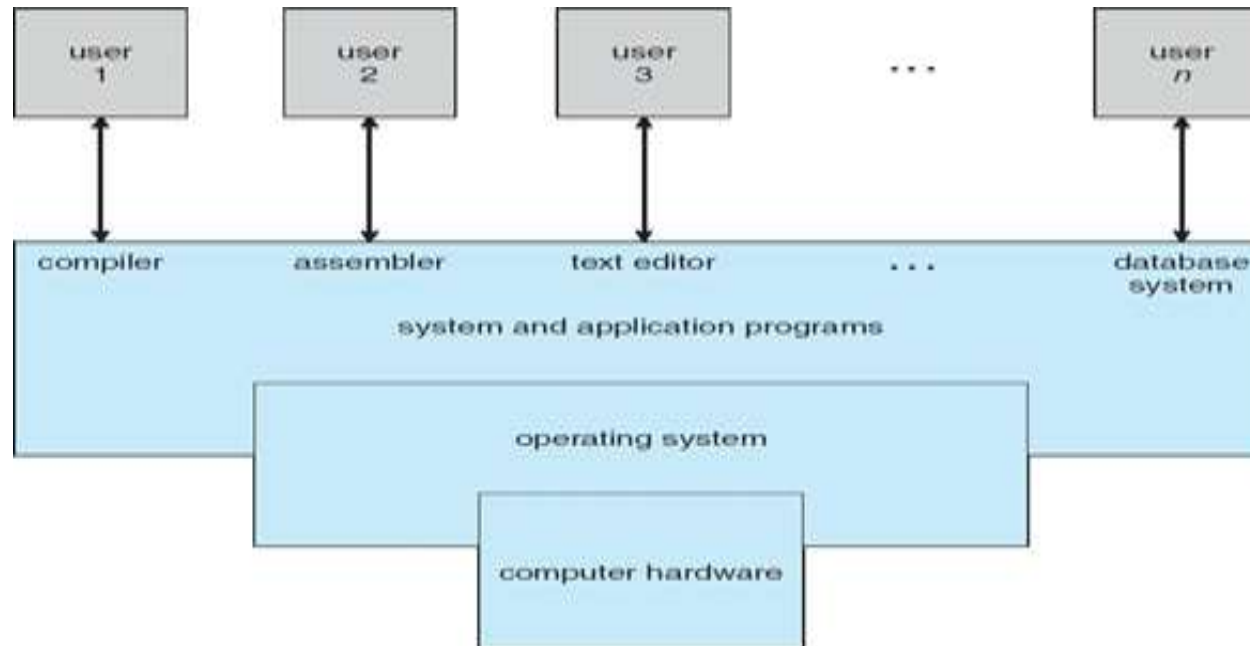 user
1
user
2
user
3
...
user
n
compiler
assembler
text editor
...
database
system
system and application programs
operating system
computer hardware